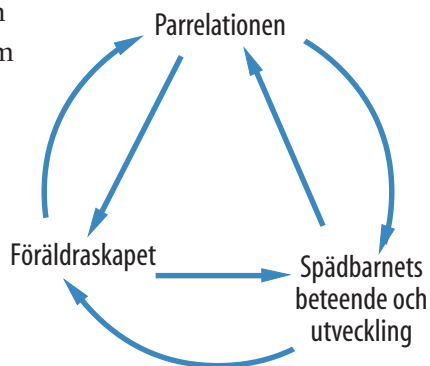 Parrelationen
Föräldraskapet
Spädbarnets
beteende och
utveckling